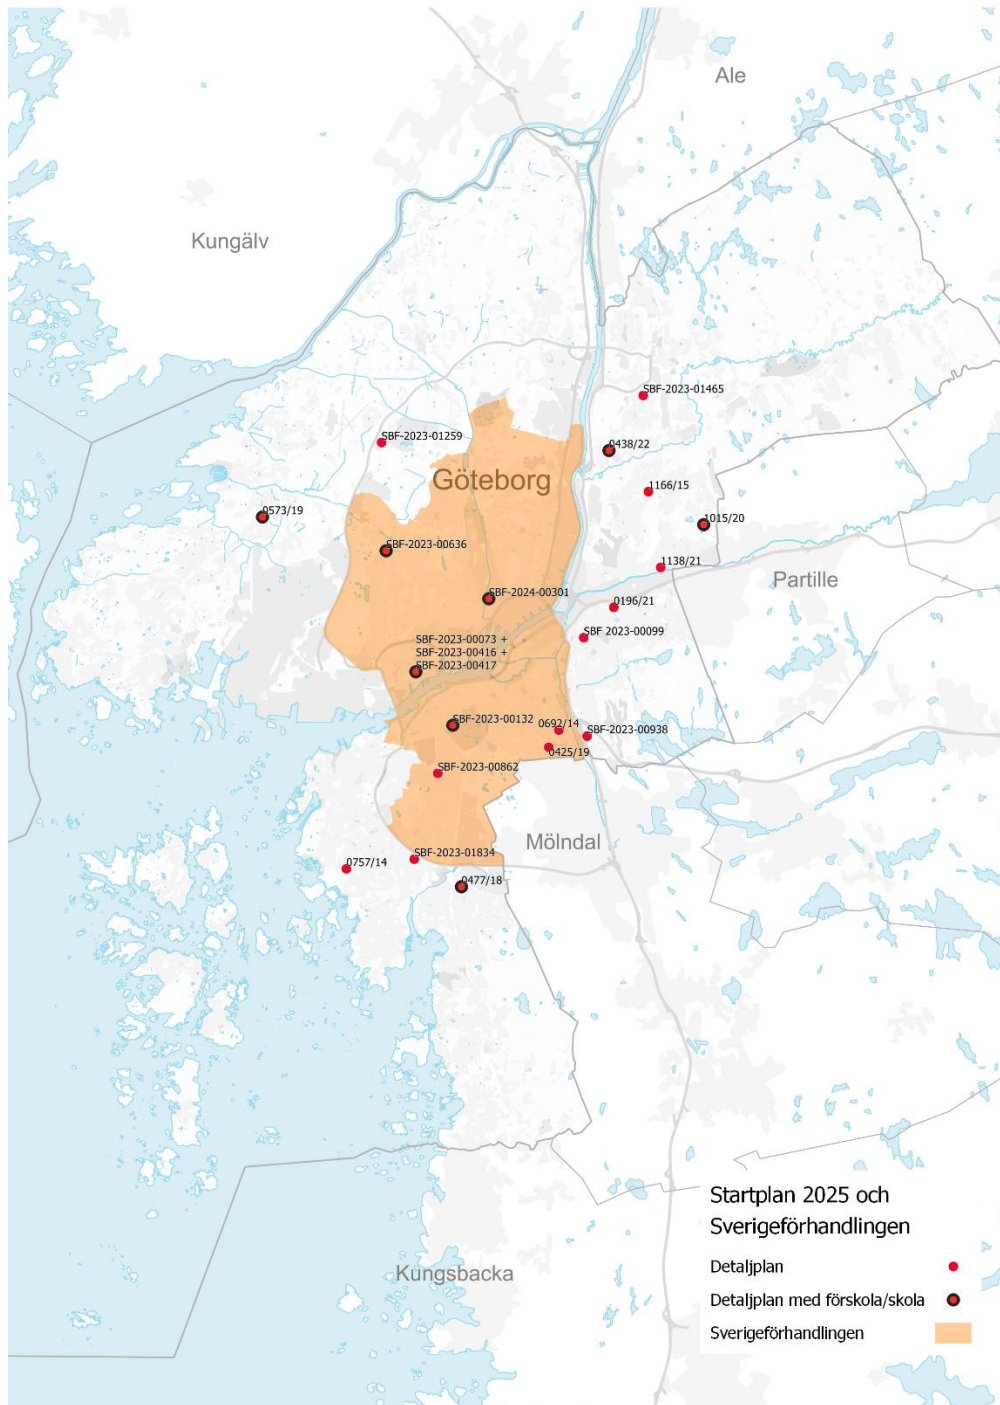 Ale
Kungälv
SBF-2023-01465
SBF-2023-01259
0438/22
Göteborg
1166/15
0573/19
1015/20
SBF-2023-00636
1138/21
Partille
SBF-2024-00301
0196/21
SBF 2023-00099
SBF-2023-00073 +
SBF-2023-00416 +
SBF-2023-00417
SBF-2023-00132
0692/14
SBF-2023-00938
0425/19
SBF-2023-00862
Mölndal
SBF-2023-01834
0757/14
0477/18
Kungsbacka
Startplan 2025 och
Sverigeförhandlingen
Detaljplan
Detaljplan med förskola/skola
Sverigeförhandlingen